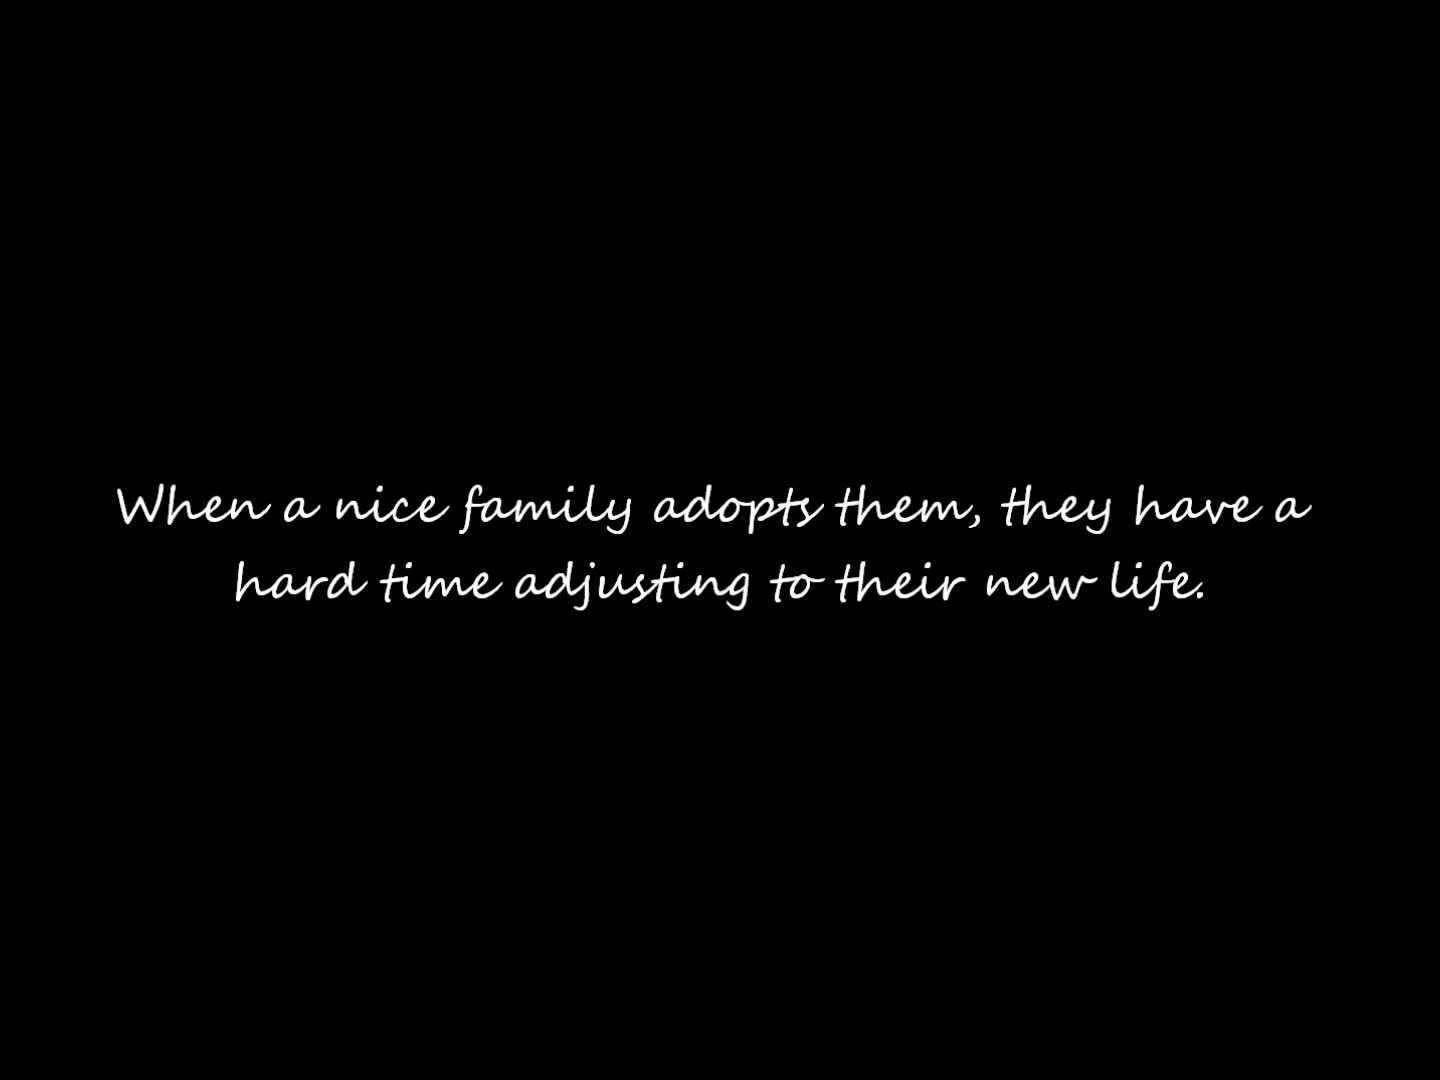 When a nice family adopts them, they have a
hard time adjusting to their new life.